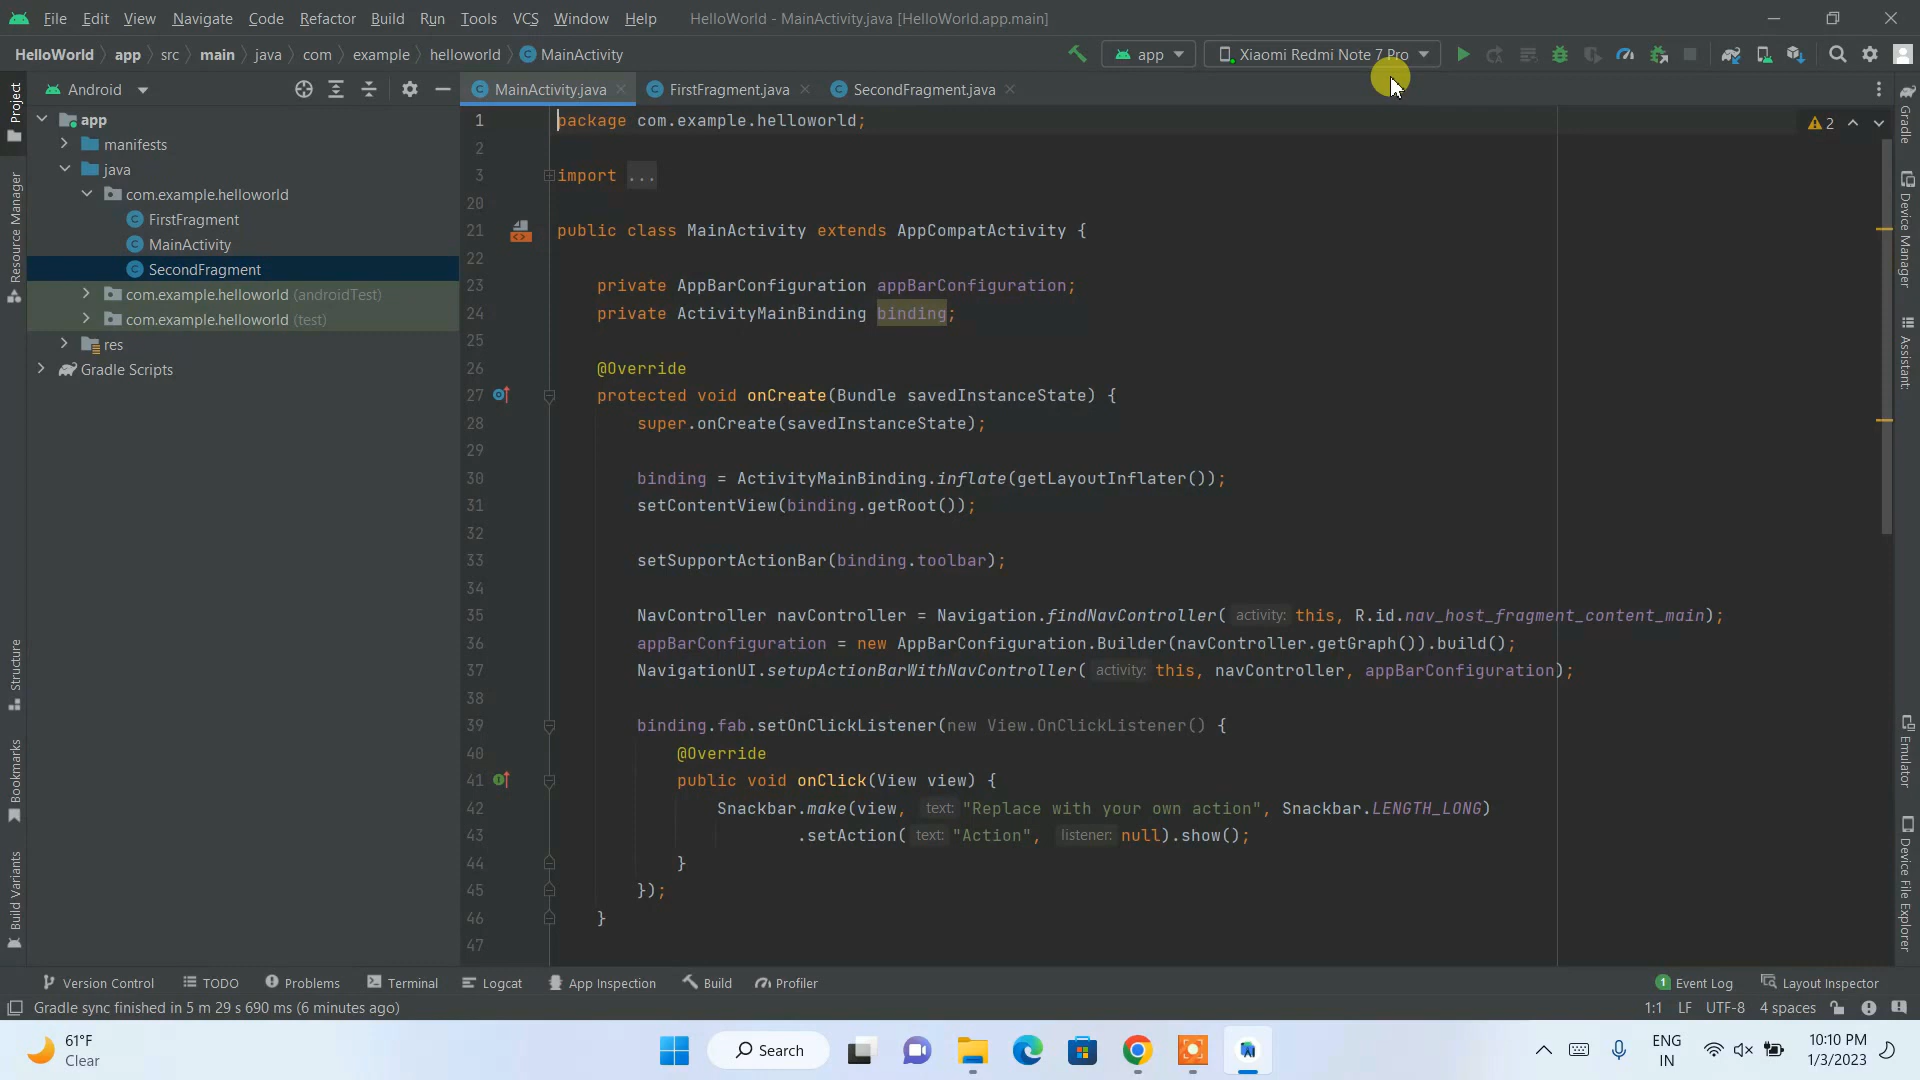 File Edit View Navigate Code Refactor Build Run Tools VCS Window Help HelloWorld - MainActivity.java [HelloWorld.app.main]
HelloWorld app src main java com example helloworld MainActivity app Xiaomi Redmi Note 7 Pro
Android MainActivity.java FirstFragment.java SecondFragment.java
Project
Resource Manager
Structure
Bookmarks
Build Variants
app
manifests
java
com.example.helloworld
FirstFragment
MainActivity
SecondFragment
com.example.helloworld (androidTest)
com.example.helloworld (test)
res
Gradle Scripts
1 package com.example.helloworld; 2
2
3 import ...
20
21 public class MainActivity extends AppCompatActivity {
22
23 private AppBarConfiguration appBarConfiguration;
24 private ActivityMainBinding binding;
25
26 @Override
27 protected void onCreate(Bundle savedInstanceState) {
28 super.onCreate(savedInstanceState);
29
30 binding = ActivityMainBinding.inflate(getLayoutInflater());
31 setContentView(binding.getRoot());
32
33 setSupportActionBar(binding.toolbar);
34
35 NavController navController = Navigation.findNavController( activity: this, R.id.nav_host_fragment_content_main);
36 appBarConfiguration = new AppBarConfiguration.Builder(navController.getGraph()).build();
37 NavigationUI.setupActionBarWithNavController( activity: this, navController, appBarConfiguration);
38
39 binding.fab.setOnClickListener(new View.OnClickListener() {
40 @Override
41 public void onClick(View view) {
42 Snackbar.make(view, text: "Replace with your own action", Snackbar.LENGTH_LONG)
43 .setAction( text: "Action", listener: null).show();
44 }
45 });
46 }
47
Gradle
Device Manager
Assistant
Emulator
Device File Explorer
Version Control TODO Problems Terminal Logcat App Inspection Build Profiler 1 Event Log Layout Inspector
Gradle sync finished in 5 m 29 s 690 ms (6 minutes ago) 1:1 LF UTF-8 4 spaces
61°F
Clear
Search
ENG
IN
10:10 PM
1/3/2023